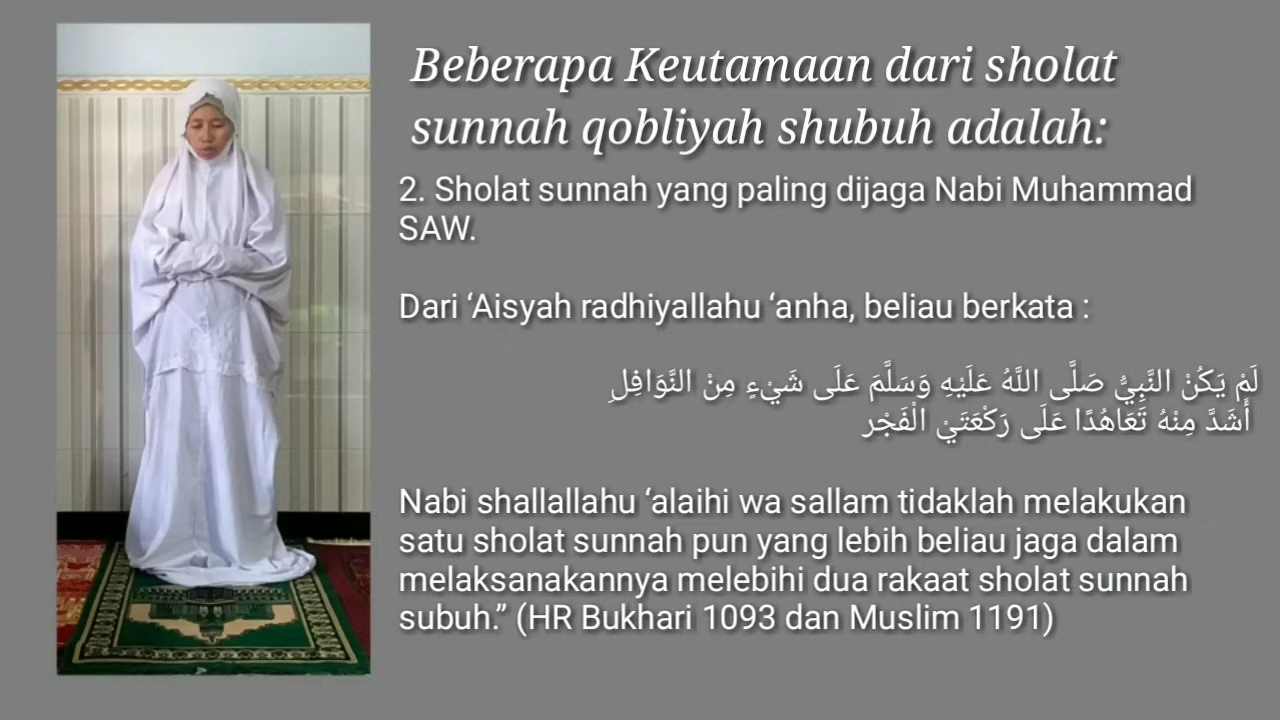 Beberapa Keutamaan dari sholat
sunnah qobliyah shubuh adalah:
2. Sholat sunnah yang paling dijaga Nabi Muhammad
SAW.
Dari ‘Aisyah radhiyallahu ‘anha, beliau berkata :
لَمْ يَكُنْ النَّبِيُّ صَلَّى اللَّهُ عَلَيْهِ وَسَلَّمَ عَلَى شَيْءٍ مِنْ النَّوَافِلِ
أَشَدَّ مِنْهُ تَعَاهُدًا عَلَى رَكْعَتَيْ الْفَجْر
Nabi shallallahu ‘alaihi wa sallam tidaklah melakukan
satu sholat sunnah pun yang lebih beliau jaga dalam
melaksanakannya melebihi dua rakaat sholat sunnah
subuh.” (HR Bukhari 1093 dan Muslim 1191)